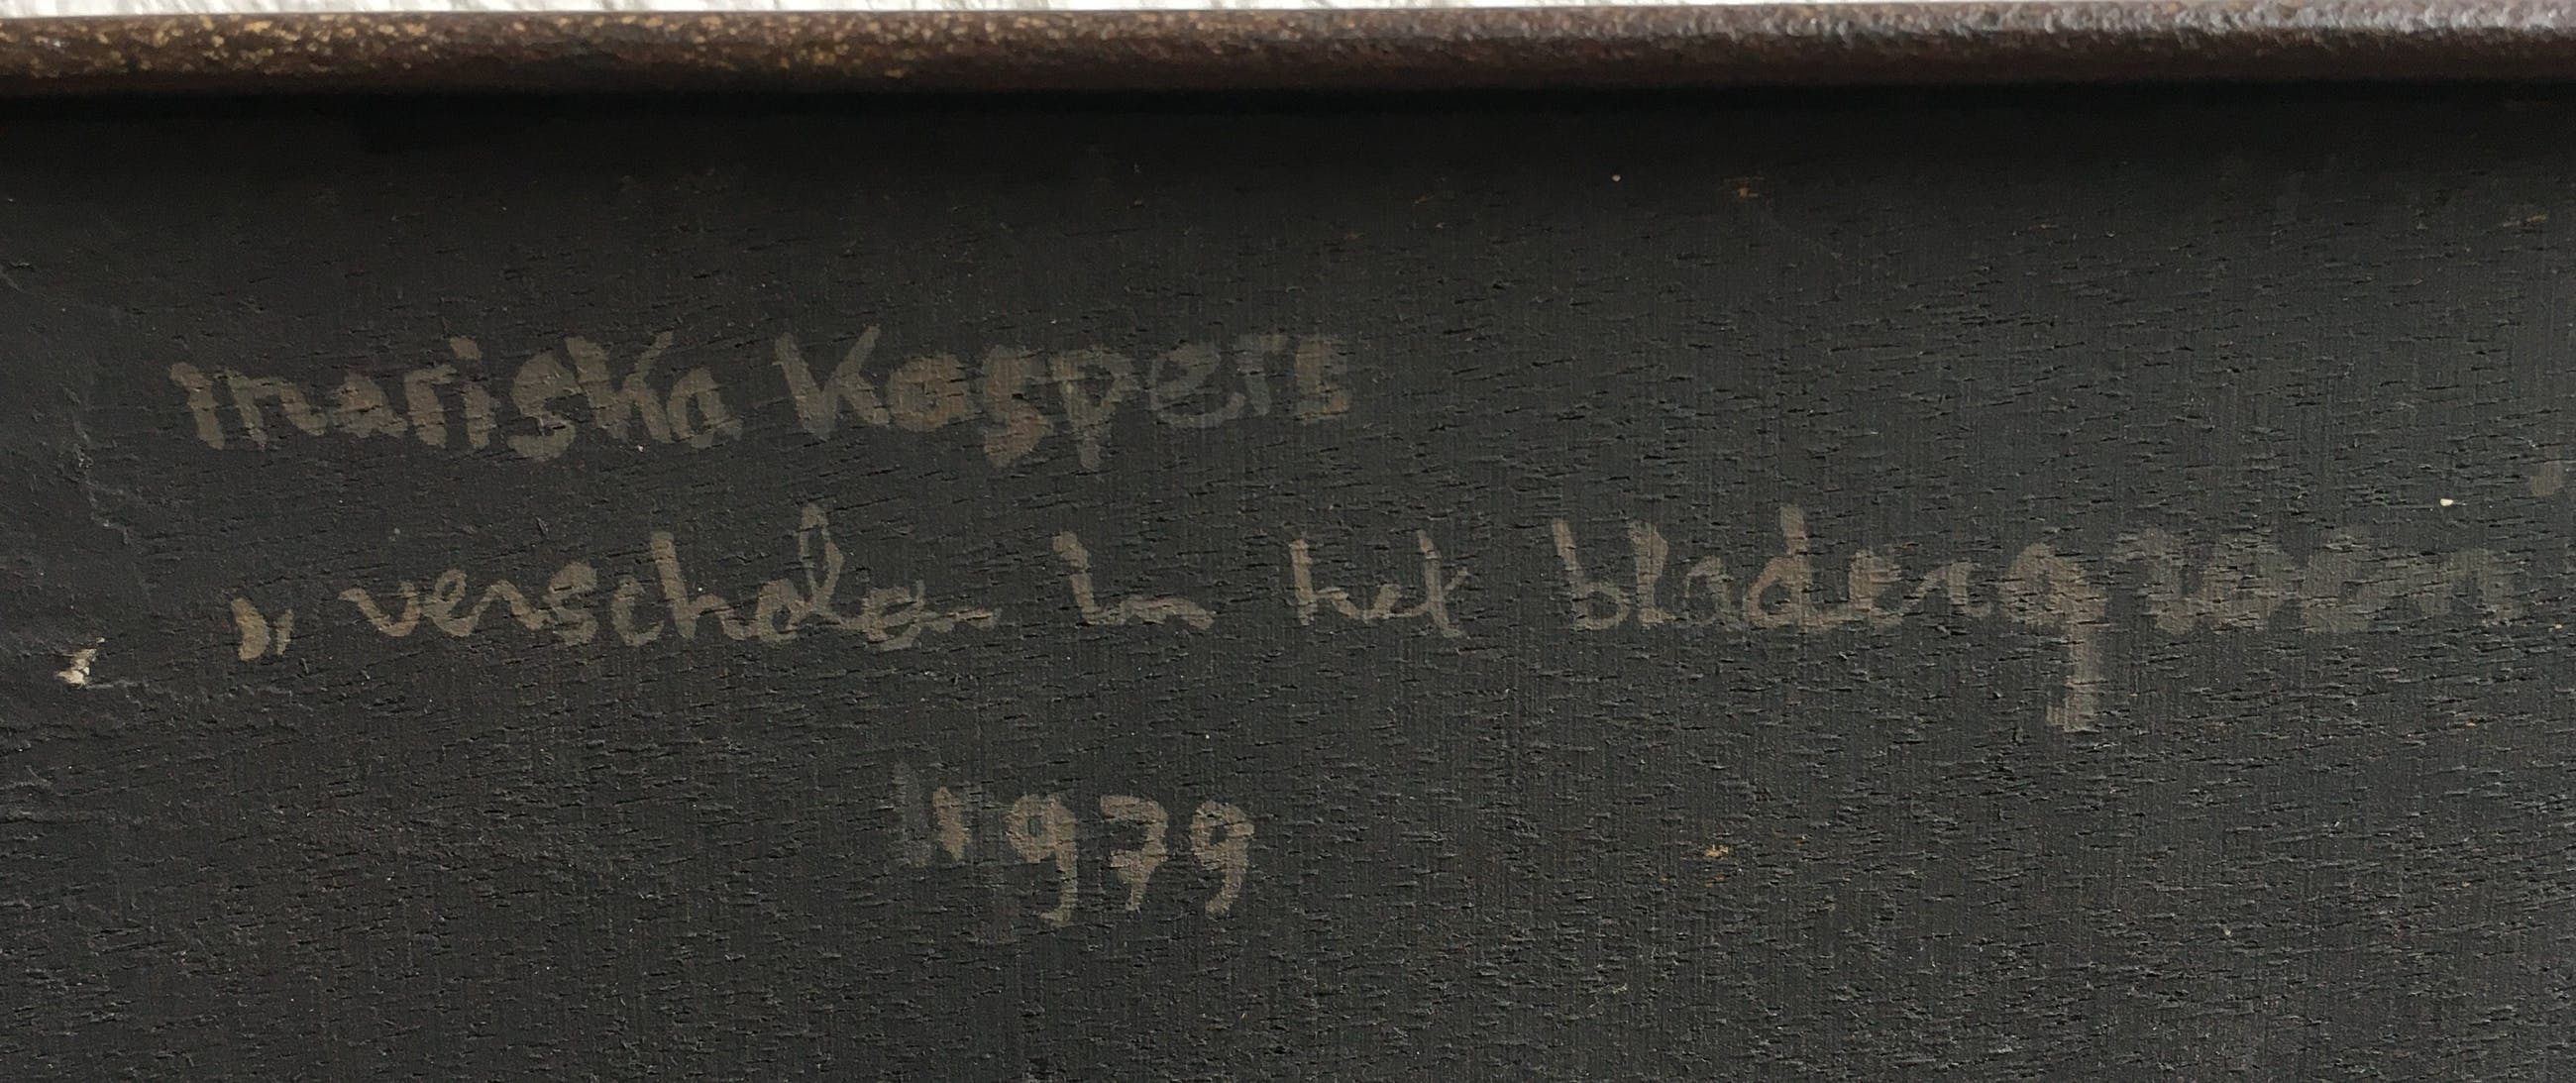 mariska Kaspers
„ verscholen in het bladergroen
1979